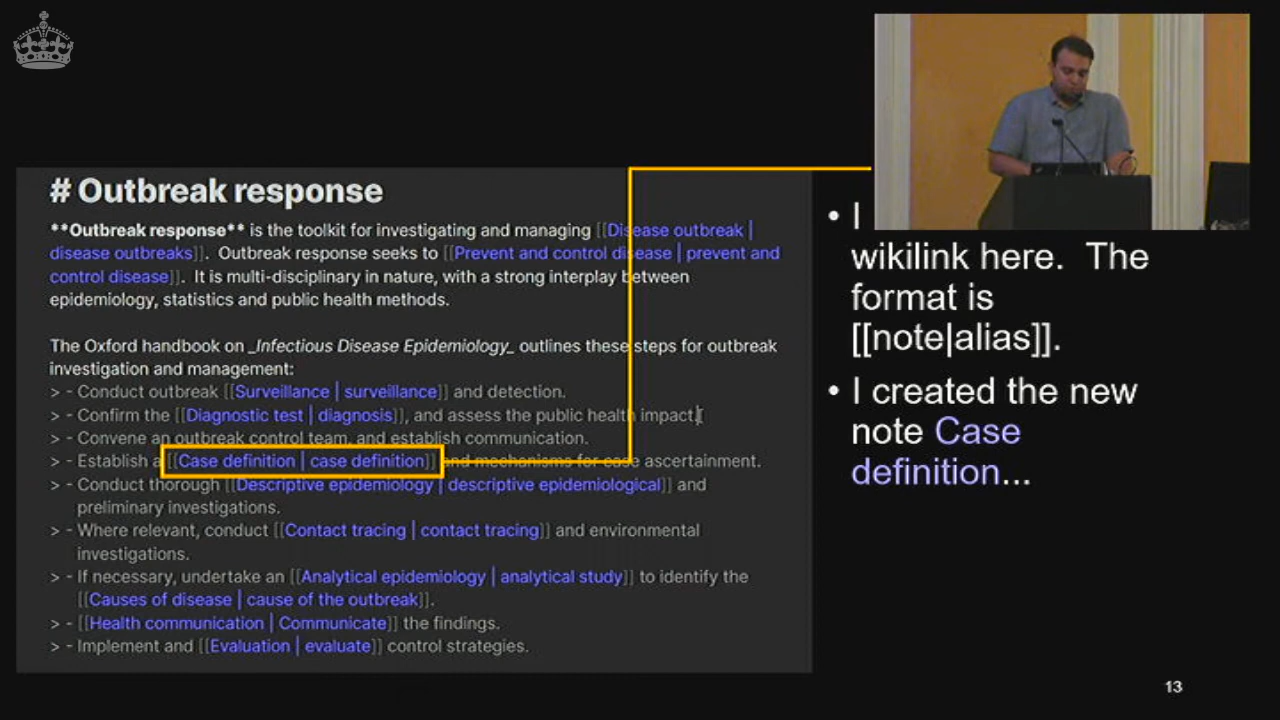 # Outbreak response
**Outbreak response** is the toolkit for investigating and managing [[Disease outbreak |
disease outbreaks]]. Outbreak response seeks to [[Prevent and control disease | prevent and
control disease]]. It is multi-disciplinary in nature, with a strong interplay between
epidemiology, statistics and public health methods.
The Oxford handbook on _Infectious Disease Epidemiology_ outlines these steps for outbreak
investigation and management:
> - Conduct outbreak [[Surveillance | surveillance]] and detection.
> - Confirm the [[Diagnostic test | diagnosis]], and assess the public health impact.
> - Convene an outbreak control team, and establish communication.
> - Establish a [[Case definition | case definition]] and mechanisms for case ascertainment.
> - Conduct thorough [[Descriptive epidemiology | descriptive epidemiological]] and
preliminary investigations.
> - Where relevant, conduct [[Contact tracing | contact tracing]] and environmental
investigations.
> - If necessary, undertake an [[Analytical epidemiology | analytical study]] to identify the
[[Causes of disease | cause of the outbreak]].
> - [[Health communication | Communicate]] the findings.
> - Implement and [[Evaluation | evaluate]] control strategies.
• I
wikilink here. The
format is
[[note|alias]].
• I created the new
note Case
definition...
13